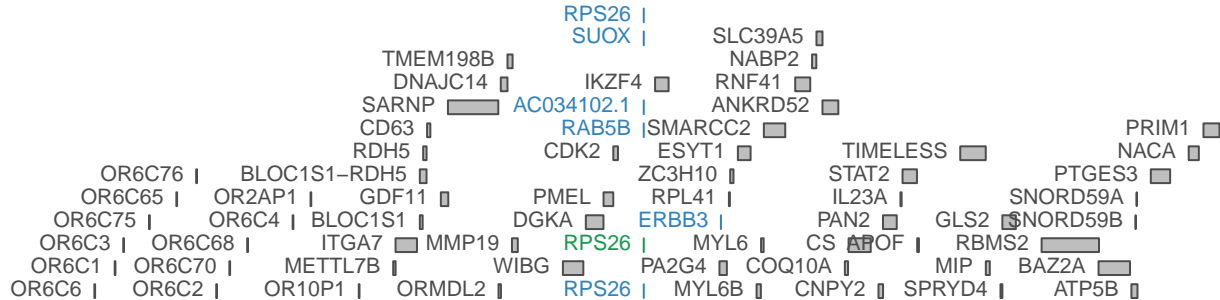 RPS26
SUOX SLC39A5
TMEM198B NABP2
DNAJC14 IKZF4 RNF41
SARNP AC034102.1 ANKRD52
CD63 RAB5B SMARCC2 PRIM1
RDH5 CDK2 ESYT1 TIMELESS NACA
OR6C76 BLOC1S1−RDH5 ZC3H10 STAT2 PTGES3
OR6C65 OR2AP1 GDF11 PMEL RPL41 IL23A SNORD59A
OR6C75 OR6C4 BLOC1S1 DGKA ERBB3 PAN2 GLS2 SNORD59B
OR6C3 OR6C68 ITGA7 MMP19 RPS26 MYL6 CS APOF RBMS2
OR6C1 OR6C70 METTL7B WIBG PA2G4 COQ10A MIP BAZ2A
OR6C6 OR6C2 OR10P1 ORMDL2 RPS26 MYL6B CNPY2 SPRYD4 ATP5B